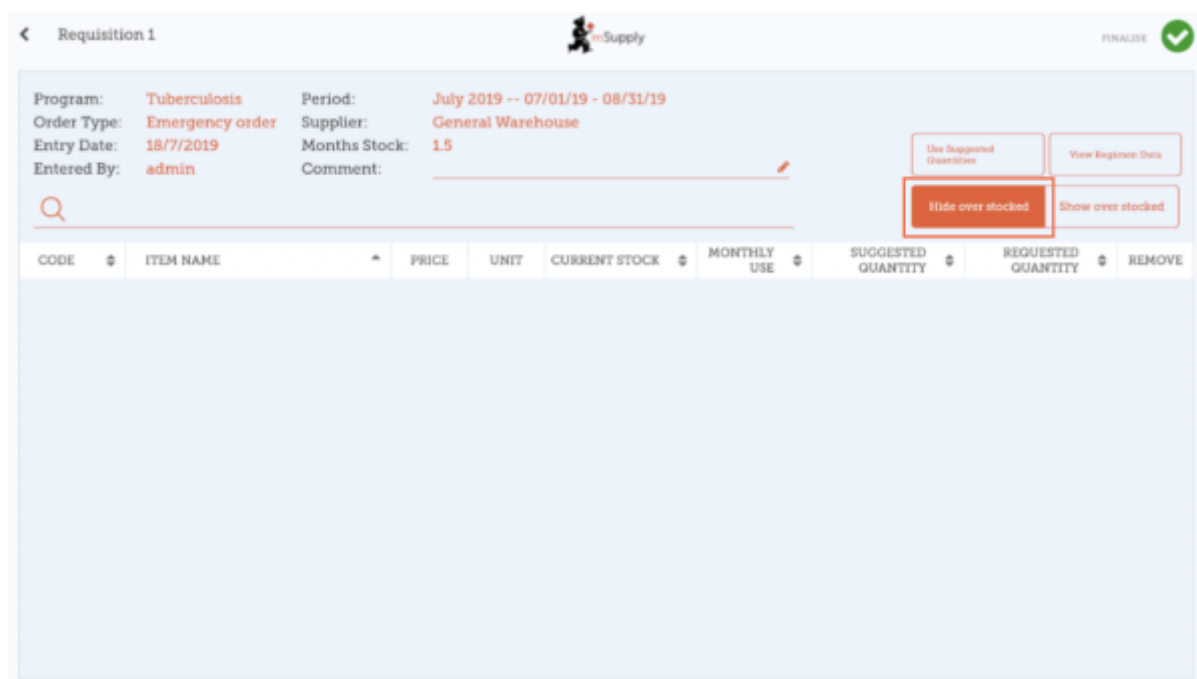 Requisition 1
mSupply
FINALISE
Program: Tuberculosis Period: July 2019 -- 07/01/19 - 08/31/19
Order Type: Emergency order Supplier: General Warehouse
Entry Date: 18/7/2019 Months Stock: 1.5
Entered By: admin Comment:
Use Suggested
Quantities
View Regimen Data
Hide over stocked Show over stocked
CODE ITEM NAME PRICE UNIT CURRENT STOCK MONTHLY USE SUGGESTED QUANTITY REQUESTED QUANTITY REMOVE